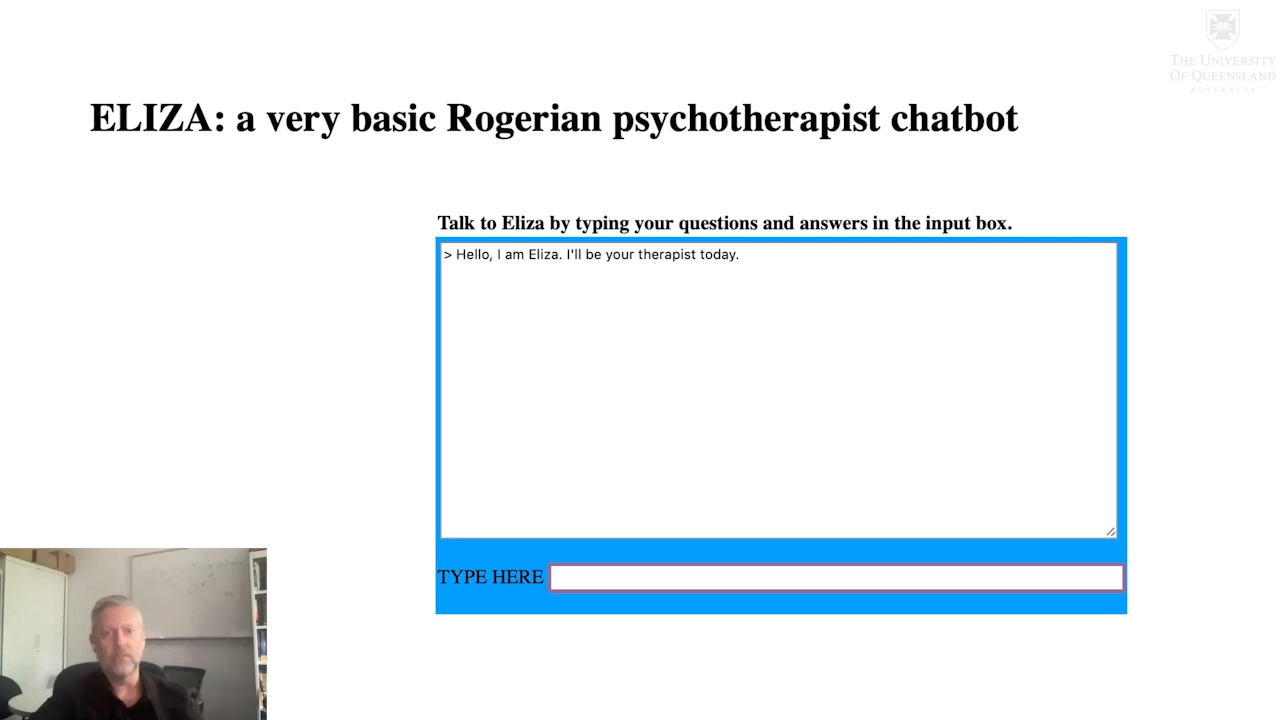 THE UNIVERSITY
OF QUEENSLAND
AUSTRALIA
ELIZA: a very basic Rogerian psychotherapist chatbot
Talk to Eliza by typing your questions and answers in the input box.
> Hello, I am Eliza. I'll be your therapist today.
TYPE HERE